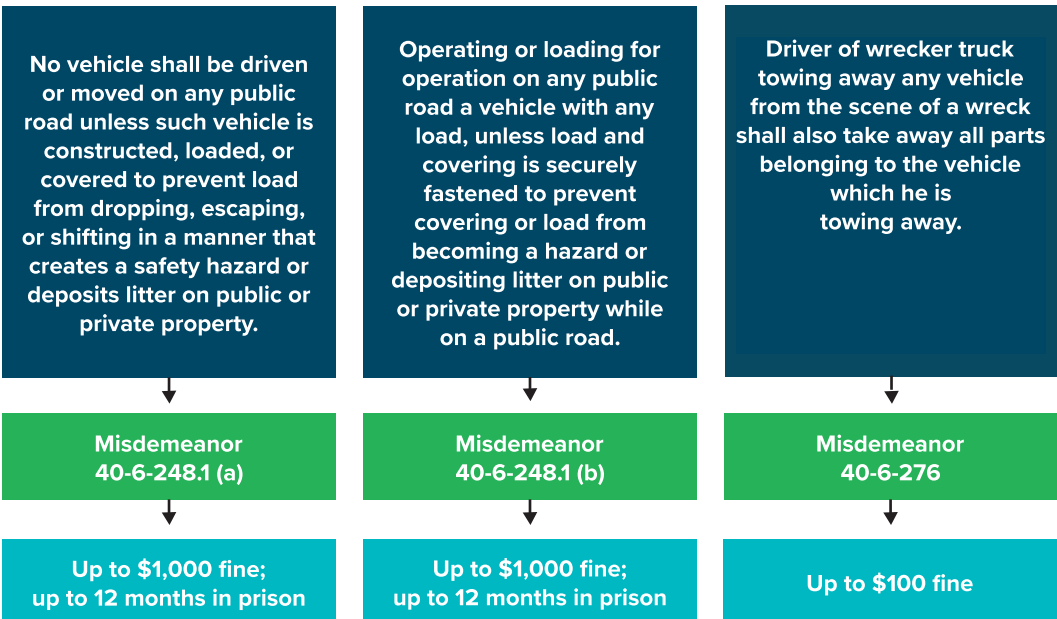 No vehicle shall be driven
or moved on any public
road unless such vehicle is
constructed, loaded, or
covered to prevent load
from dropping, escaping,
or shifting in a manner that
creates a safety hazard or
deposits litter on public or
private property.
Misdemeanor
40-6-248.1 (a)
Up to $1,000 fine;
up to 12 months in prison
Operating or loading for
operation on any public
road a vehicle with any
load, unless load and
covering is securely
fastened to prevent
covering or load from
becoming a hazard or
depositing litter on public
or private property while
on a public road.
Misdemeanor
40-6-248.1 (b)
Up to $1,000 fine;
up to 12 months in prison
Driver of wrecker truck
towing away any vehicle
from the scene of a wreck
shall also take away all parts
belonging to the vehicle
which he is
towing away.
Misdemeanor
40-6-276
Up to $100 fine